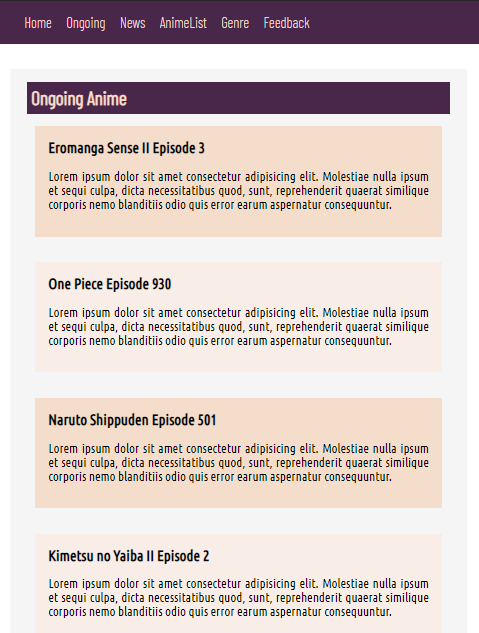 Home Ongoing News AnimeList Genre Feedback
Ongoing Anime
Eromanga Sense II Episode 3
Lorem ipsum dolor sit amet consectetur adipisicing elit. Molestiae nulla ipsum
et sequi culpa, dicta necessitatibus quod, sunt, reprehenderit quaerat similique
corporis nemo blanditiis odio quis error earum aspernatur consequuntur.
One Piece Episode 930
Lorem ipsum dolor sit amet consectetur adipisicing elit. Molestiae nulla ipsum
et sequi culpa, dicta necessitatibus quod, sunt, reprehenderit quaerat similique
corporis nemo blanditiis odio quis error earum aspernatur consequuntur.
Naruto Shippuden Episode 501
Lorem ipsum dolor sit amet consectetur adipisicing elit. Molestiae nulla ipsum
et sequi culpa, dicta necessitatibus quod, sunt, reprehenderit quaerat similique
corporis nemo blanditiis odio quis error earum aspernatur consequuntur.
Kimetsu no Yaiba II Episode 2
Lorem ipsum dolor sit amet consectetur adipisicing elit. Molestiae nulla ipsum
et sequi culpa, dicta necessitatibus quod, sunt, reprehenderit quaerat similique
corporis nemo blanditiis odio quis error earum aspernatur consequuntur.